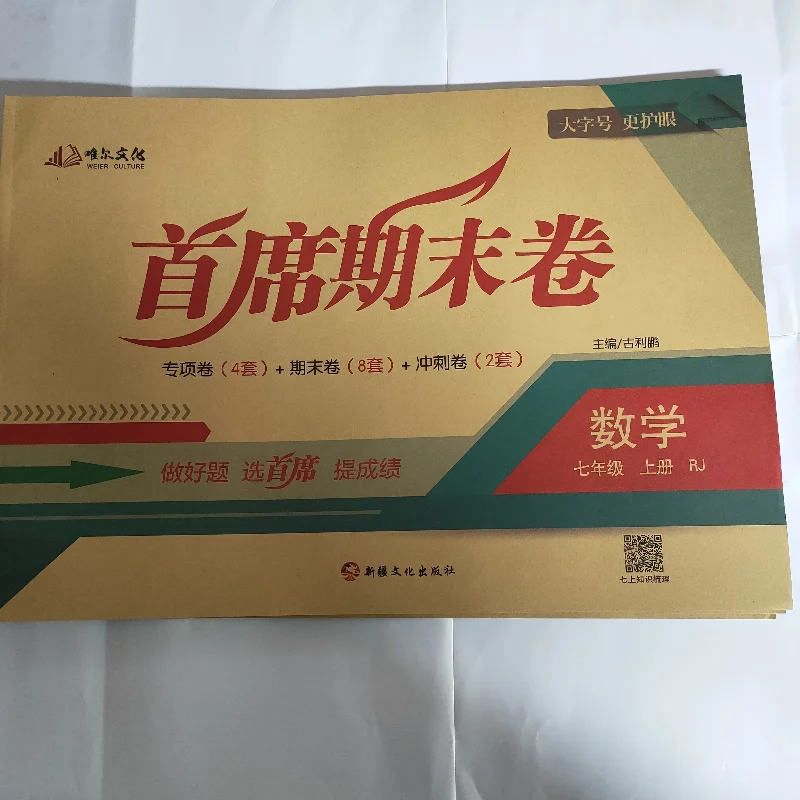 大字号 更护眼
唯尔文化
WEIER CULTURE
首席期末卷
主编/古利鹏
专项卷（4套）+期末卷（8套）+冲刺卷（2套）
数学
七年级 上册 RJ
做好题 选首席 提成绩
新疆文化出版社
七上知识梳理